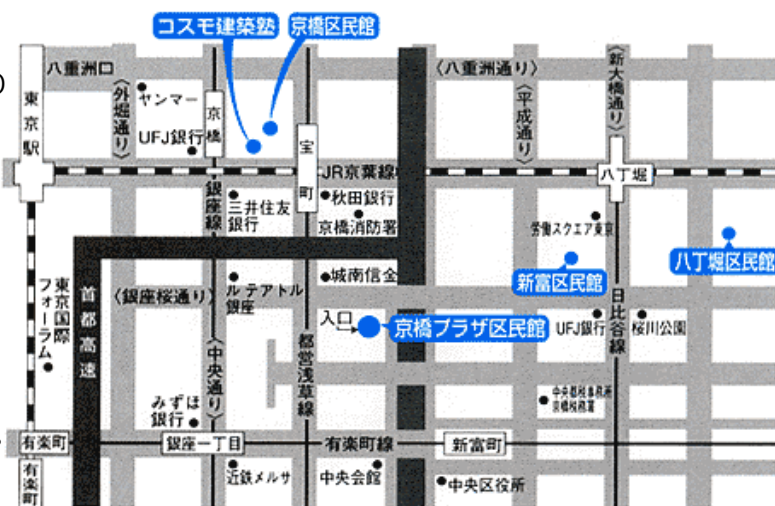 コスモ建築塾
京橋区民館
八重洲口
〈八重洲通り〉
〈新大橋通り〉
〈外堀通り〉
ヤンマー
京橋
東京駅
〈平成通り〉
UFJ銀行
宝町
JR京葉線
八丁堀
銀座線
三井住友
銀行
秋田銀行
京橋消防署
労働スクエア東京
八丁堀区民館
新富区民館
東京国際
フォーラム
首都高速
〈銀座桜通り〉
ル テアトル
銀座
城南信金
入口
京橋プラザ区民館
UFJ銀行
日比谷線
桜川公園
都営浅草線
〈中央通り〉
みずほ
銀行
中央都税事務所
京橋税務署
有楽町
銀座一丁目
有楽町線
新富町
有楽町
近鉄メルサ
中央会館
中央区役所